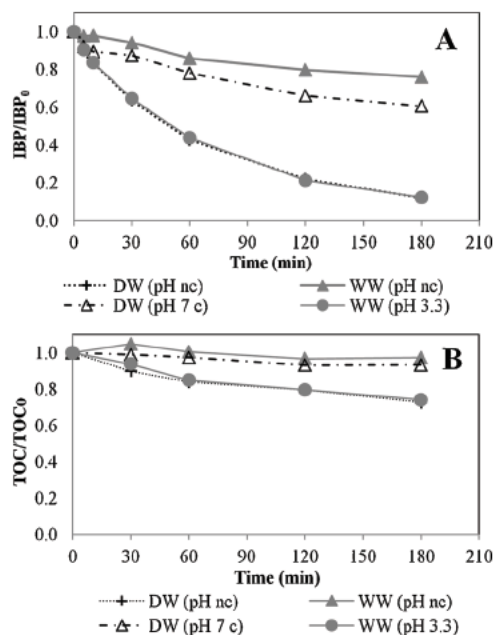 A
IBP/IBP0
1.0
0.8
0.6
0.4
0.2
0.0
0 30 60 90 120 150 180 210
Time (min)
DW (pH nc) WW (pH nc)
DW (pH 7 c) WW (pH 3.3)
B
TOC/TOCo
1.0
0.8
0.6
0.4
0.2
0.0
0 30 60 90 120 150 180 210
Time (min)
DW (pH nc) WW (pH nc)
DW (pH 7 c) WW (pH 3.3)